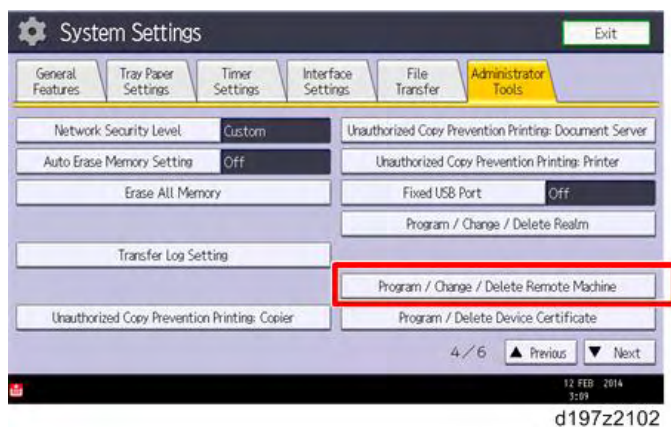 System Settings
Exit
General
Features
Tray Paper
Settings
Timer
Settings
Interface
Settings
File
Transfer
Administrator
Tools
Network Security Level
Custom
Unauthorized Copy Prevention Printing: Document Server
Auto Erase Memory Setting
Off
Unauthorized Copy Prevention Printing: Printer
Erase All Memory
Fixed USB Port
Off
Program / Change / Delete Realm
Transfer Log Setting
Program / Change / Delete Remote Machine
Unauthorized Copy Prevention Printing: Copier
Program / Delete Device Certificate
4/6
▲ Previous
▼ Next
12 FEB 2014
3:09
d197z2102